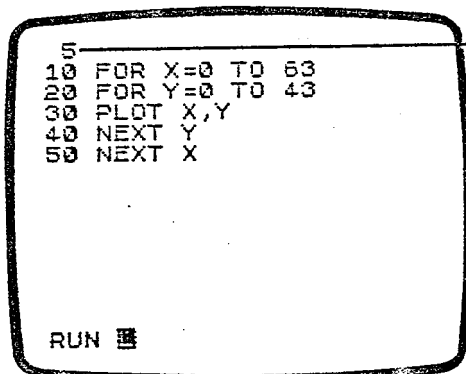 5
10 FOR X=0 TO 63
20 FOR Y=0 TO 43
30 PLOT X,Y
40 NEXT Y
50 NEXT X
RUN